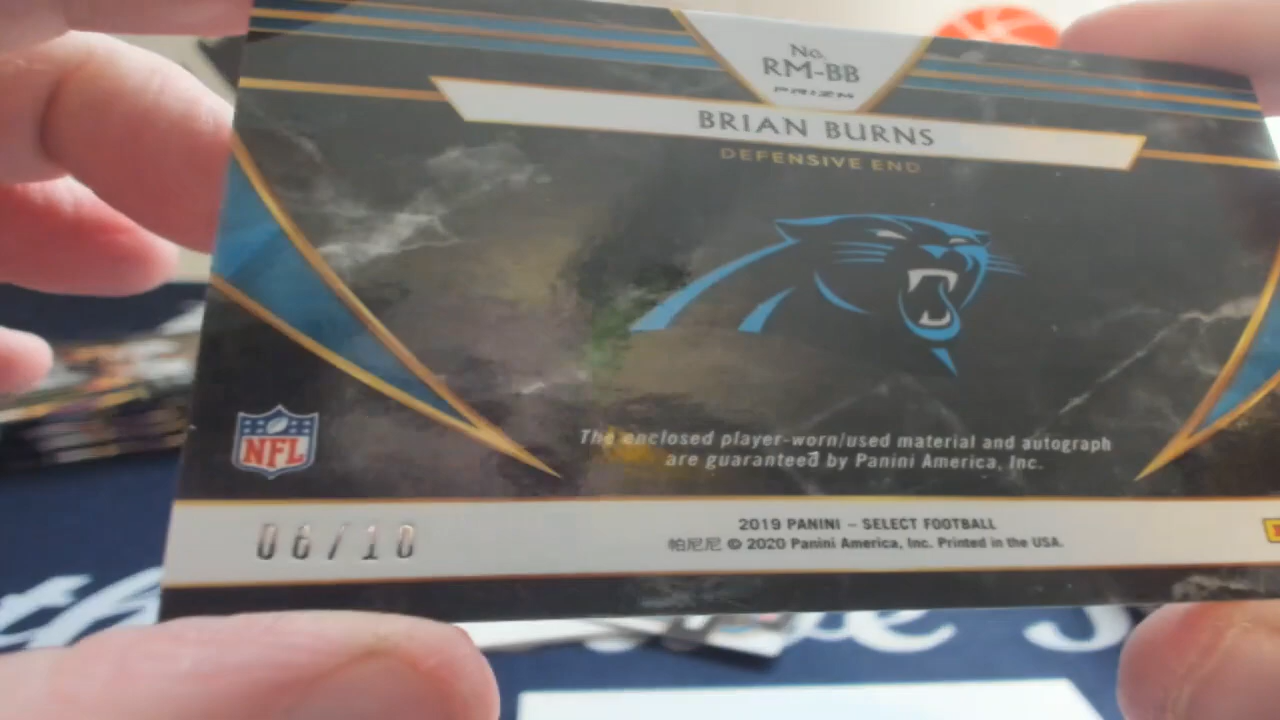 No.
RM-BB
PRIZM
BRIAN BURNS
DEFENSIVE END
The enclosed player-worn/used material and autograph
are guaranteed by Panini America, Inc.
NFL
06/10
2019 PANINI – SELECT FOOTBALL
帕尼尼 © 2020 Panini America, Inc. Printed in the USA.